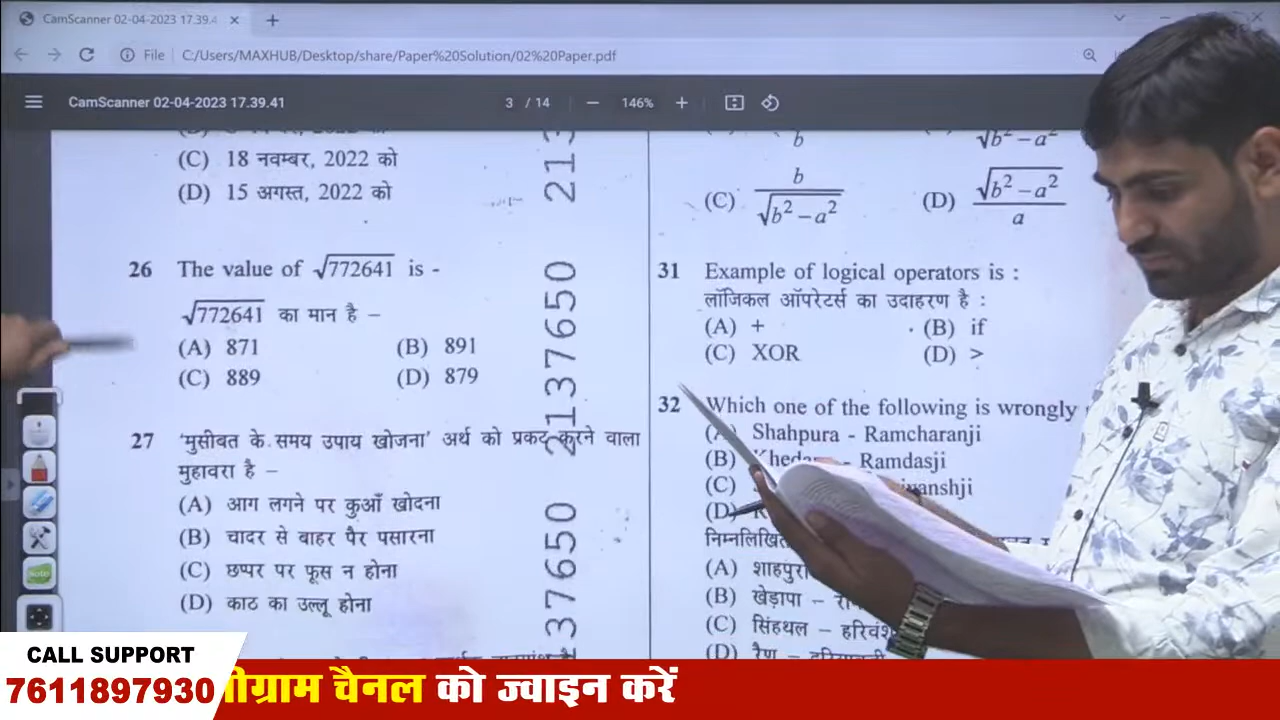 CamScanner 02-04-2023 17.39.4
File C:/Users/MAXHUB/Desktop/share/Paper%20Solution/02%20Paper.pdf
CamScanner 02-04-2023 17.39.41
3 / 14
146%
(C) 18 नवम्बर, 2022 को
(D) 15 अगस्त, 2022 को
26 The value of √772641 is -
√772641 का मान है –
(A) 871 (B) 891
(C) 889 (D) 879
27 'मुसीबत के समय उपाय खोजना' अर्थ को प्रकट करने वाला
मुहावरा है –
(A) आग लगने पर कुआँ खोदना
(B) चादर से बाहर पैर पसारना
(C) छप्पर पर फूस न होना
(D) काठ का उल्लू होना
213
2137650
2137650
37650
b √b² – a²
(C) b / √b² – a² (D) √b² – a² / a
31 Example of logical operators is :
लॉजिकल ऑपरेटर्स का उदाहरण है :
(A) + (B) if
(C) XOR (D) >
32 Which one of the following is wrongly
(A) Shahpura - Ramcharanji
(B) - Ramdasji
(C)
(D)
(A)
(B) खेड़ापा –
(C) सिंहथल –
(D) रैण –
CALL SUPPORT
7611897930
ग्राम चैनल को ज्वाइन करें